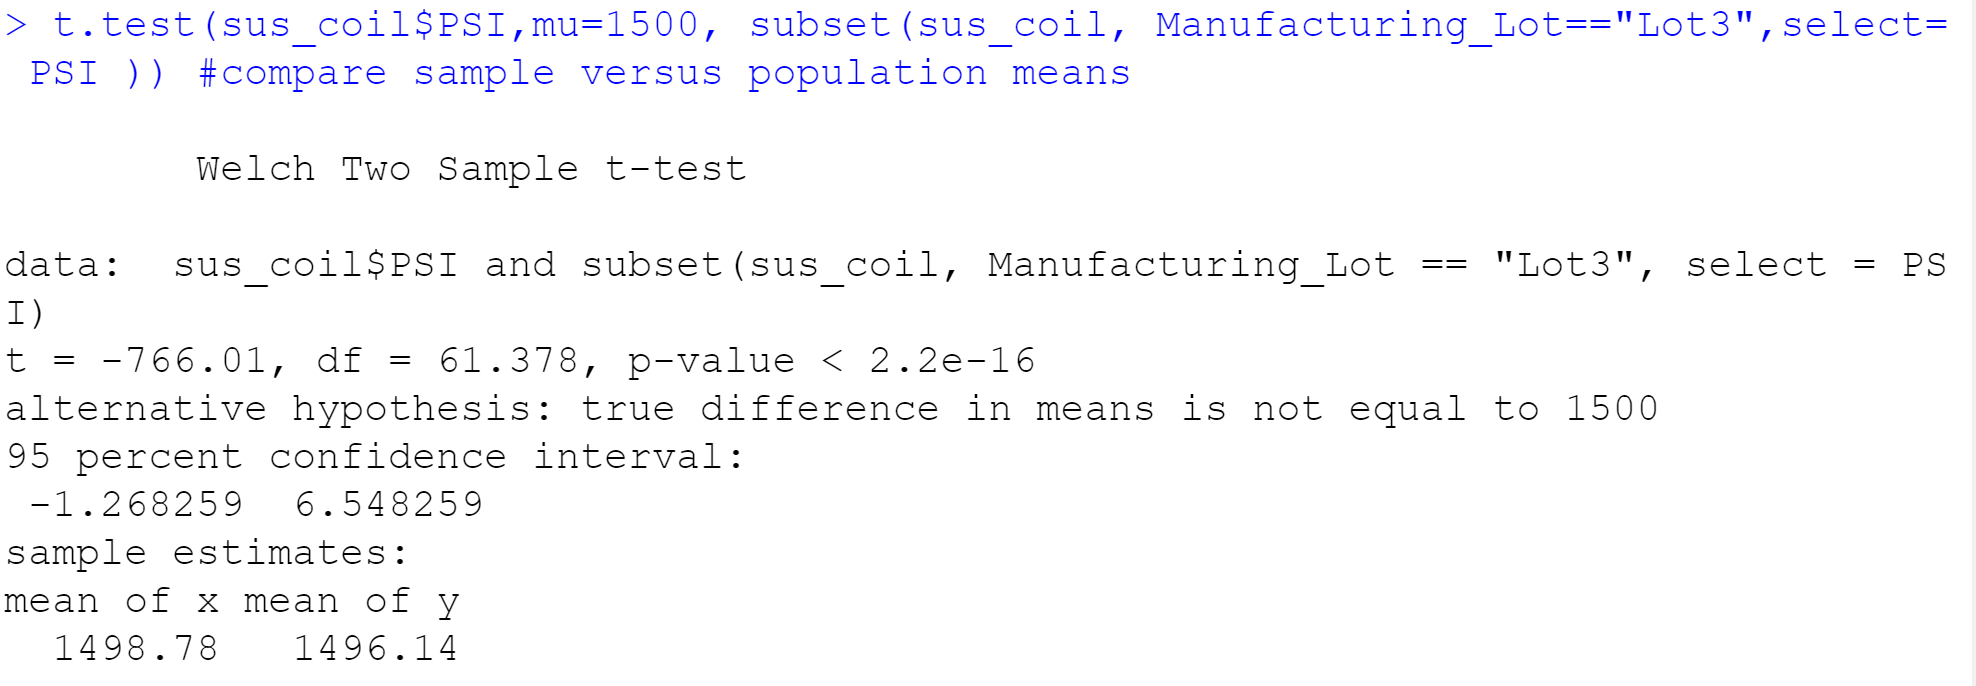 > t.test(sus_coil$PSI,mu=1500, subset(sus_coil, Manufacturing_Lot=="Lot3",select=
 PSI )) #compare sample versus population means
        Welch Two Sample t-test
data:  sus_coil$PSI and subset(sus_coil, Manufacturing_Lot == "Lot3", select = PS
I)
t = -766.01, df = 61.378, p-value < 2.2e-16
alternative hypothesis: true difference in means is not equal to 1500
95 percent confidence interval:
 -1.268259  6.548259
sample estimates:
mean of x mean of y
  1498.78   1496.14